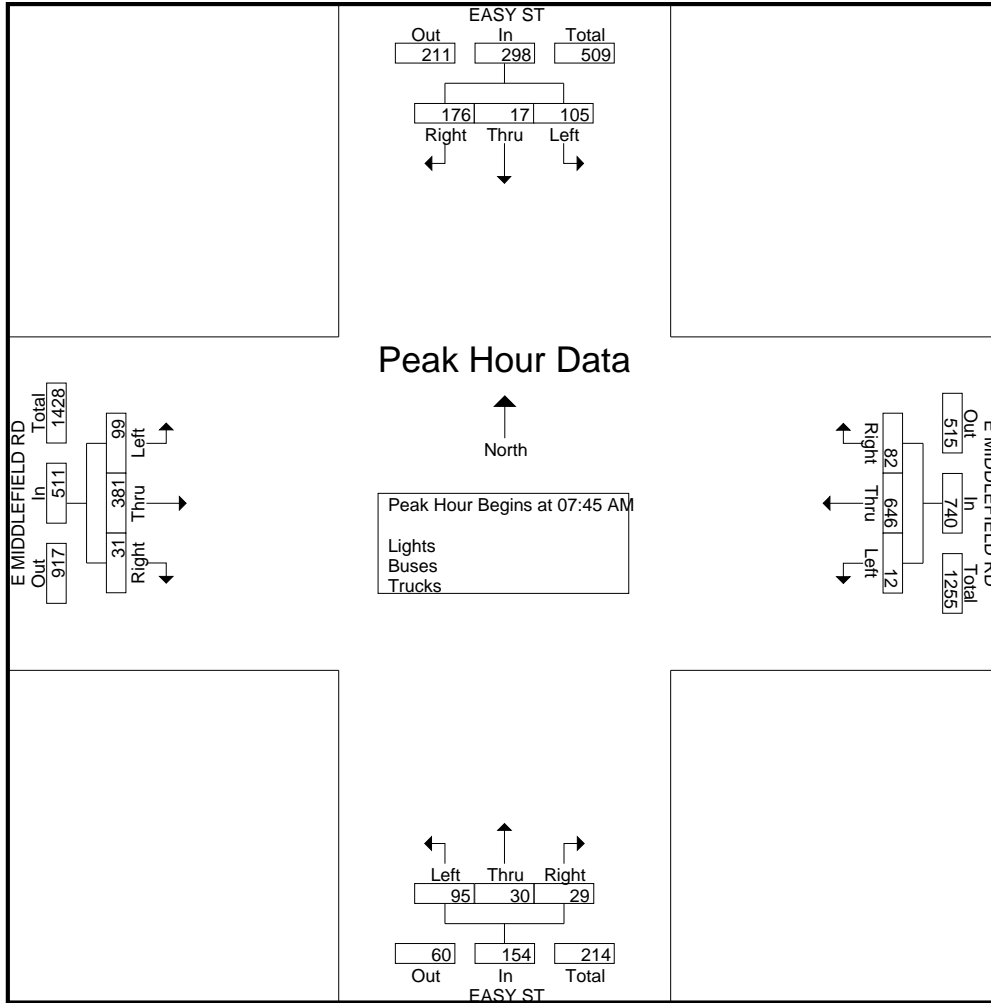 EASY ST
Out In Total
211 298 509
176 17 105
Right Thru Left
Peak Hour Data
North
Peak Hour Begins at 07:45 AM
Lights
Buses
Trucks
E MIDDLEFIELD RD
Out In Total
917 511 1428
Left Thru Right
99 381 31
E MIDDLEFIELD RD
Out In Total
515 740 1255
Right Thru Left
82 646 12
Left Thru Right
95 30 29
60 154 214
Out In Total
EASY ST